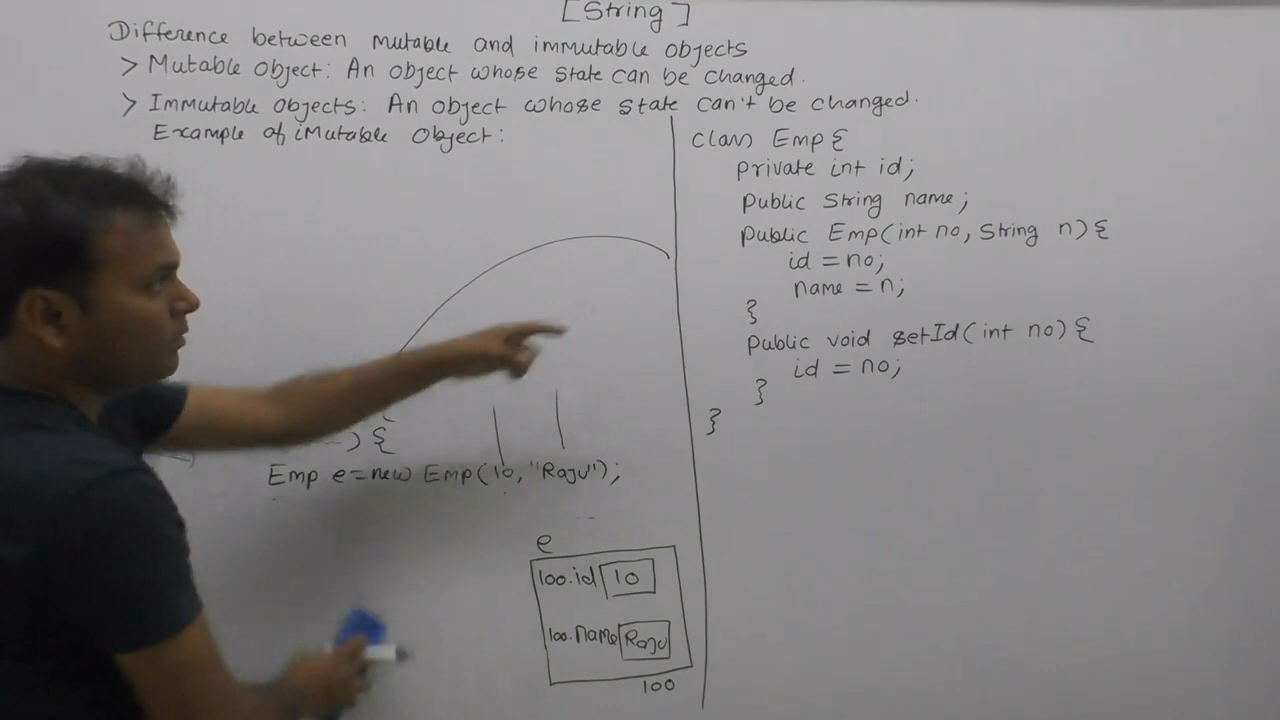 [String]
Difference between mutable and immutable objects
> Mutable object: An object whose state can be changed.
> Immutable objects: An object whose state can't be changed.
Example of iMutable object:
class Emp{
private int id;
public String name;
public Emp(int no, String n){
id = no;
name = n;
}
public void setId(int no){
id = no;
}
}
) {
Emp e=new Emp(10, "Raju");
e
100.id 10
100.name Raju
100